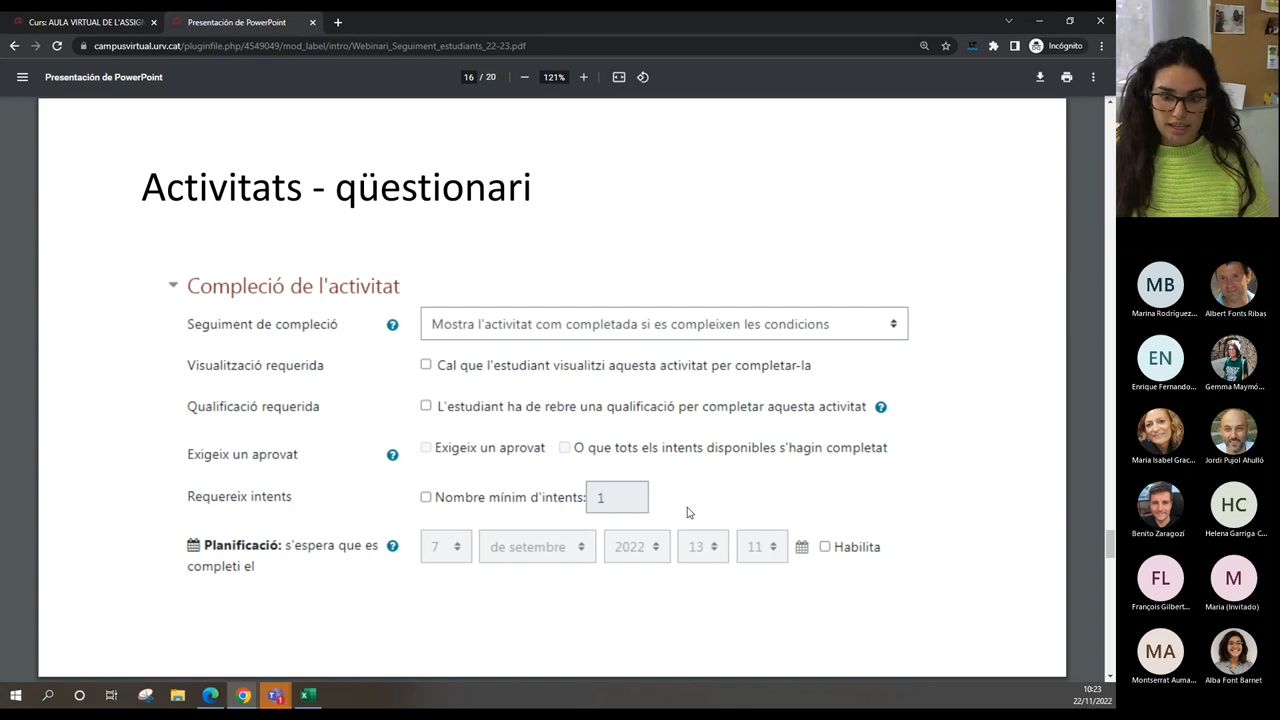 Curs: AULA VIRTUAL DE L'ASSIGN
Presentación de PowerPoint
campusvirtual.urv.cat/pluginfile.php/4549049/mod_label/intro/Webinari_Seguiment_estudiants_22-23.pdf
Incógnito
Presentación de PowerPoint
16 / 20
121%
Activitats - qüestionari
Compleció de l'activitat
Seguiment de compleció
Mostra l'activitat com completada si es compleixen les condicions
Visualització requerida
Cal que l'estudiant visualitzi aquesta activitat per completar-la
Qualificació requerida
L'estudiant ha de rebre una qualificació per completar aquesta activitat
Exigeix un aprovat
Exigeix un aprovat
O que tots els intents disponibles s'hagin completat
Requereix intents
Nombre mínim d'intents: 1
Planificació: s'espera que es
completi el
7 de setembre 2022 13 11 Habilita
MB
Marina Rodríguez...
Albert Fonts Ribas
EN
Enrique Fernando...
Gemma Maymó...
María Isabel Grac...
Jordi Pujol Ahulló
Benito Zaragozí
HC
Helena Garriga C...
FL
François Gilbert...
M
Maria (Invitado)
MA
Montserrat Auma...
Alba Font Barnet
10:23
22/11/2022